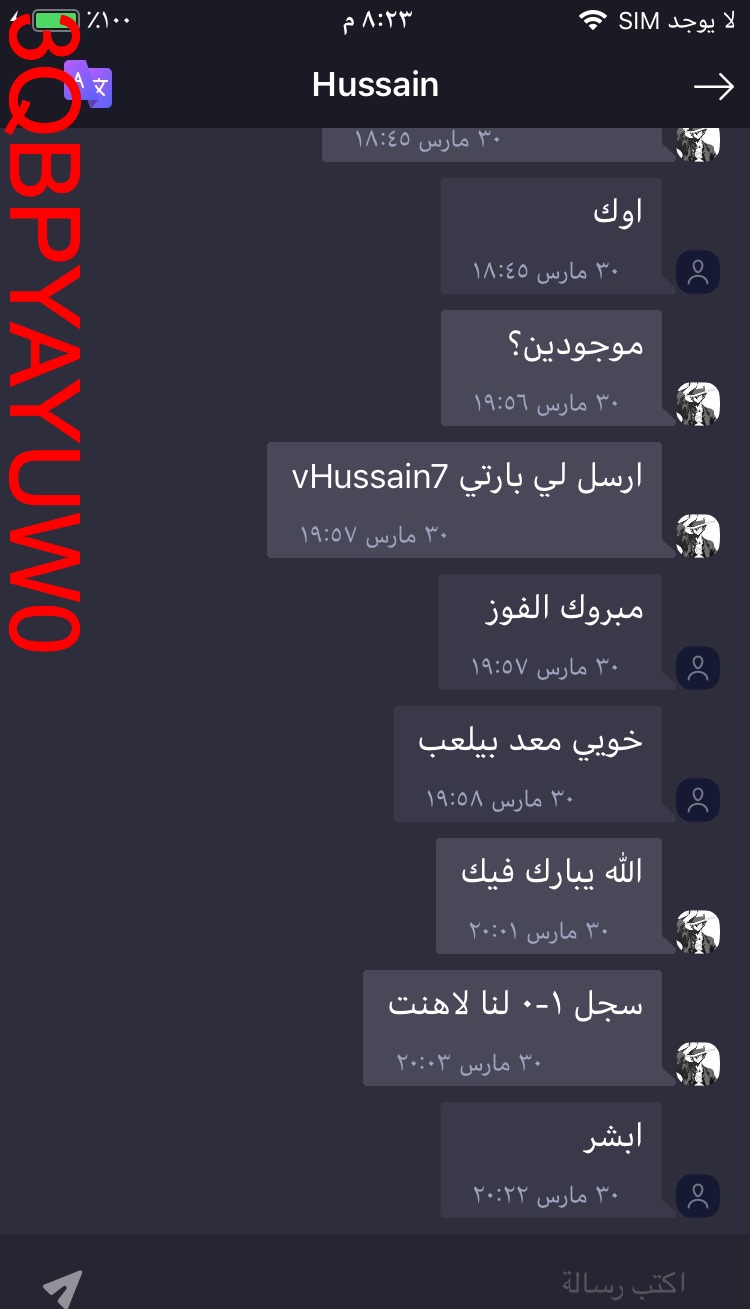 لا يوجد SIM ٨:٢٣ م ٪١٠٠
Hussain
٣٠ مارس ١٨:٤٥
اوك
٣٠ مارس ١٨:٤٥
موجودين؟
٣٠ مارس ١٩:٥٦
ارسل لي بارتي vHussain7
٣٠ مارس ١٩:٥٧
مبروك الفوز
٣٠ مارس ١٩:٥٧
خويي معد بيلعب
٣٠ مارس ١٩:٥٨
الله يبارك فيك
٣٠ مارس ٢٠:٠١
سجل ١-٠ لنا لاهنت
٣٠ مارس ٢٠:٠٣
ابشر
٣٠ مارس ٢٠:٢٢
اكتب رسالة
3QBPYAYUW0